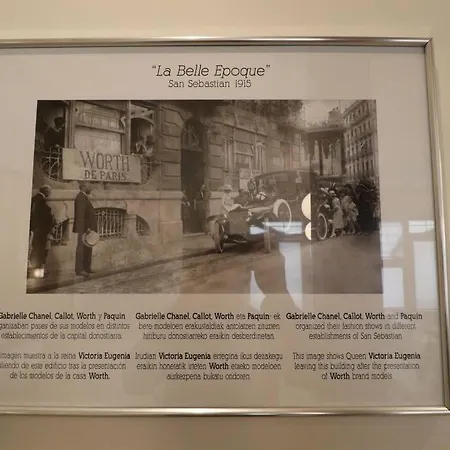 "La Belle Epoque"
San Sebastian 1915
WORTH
DE PARIS
Gabrielle Chanel, Callot, Worth y Paquin
organizaban pases de sus modelos en distintos
establecimientos de la capital donostiarra.
imagen muestra a la reina Victoria Eugenia
saliendo de este edificio tras la presentación
de los modelos de la casa Worth.
Gabrielle Chanel, Callot, Worth eta Paquin-ek
bere modeloen erakustaldiak antolatzen zituzten
hiriburu donostiarreko eraikin desberdinetan.
Irudian Victoria Eugenia erregina ikus dezakegu
eraikin honetatik irteten Worth etxeko modeloen
aurkezpena bukatu ondoren.
Gabrielle Chanel, Callot, Worth and Paquin
organized their fashion shows in different
establishments of San Sebastian
This image shows Queen Victoria Eugenia
leaving this building after the presentation
of Worth brand models